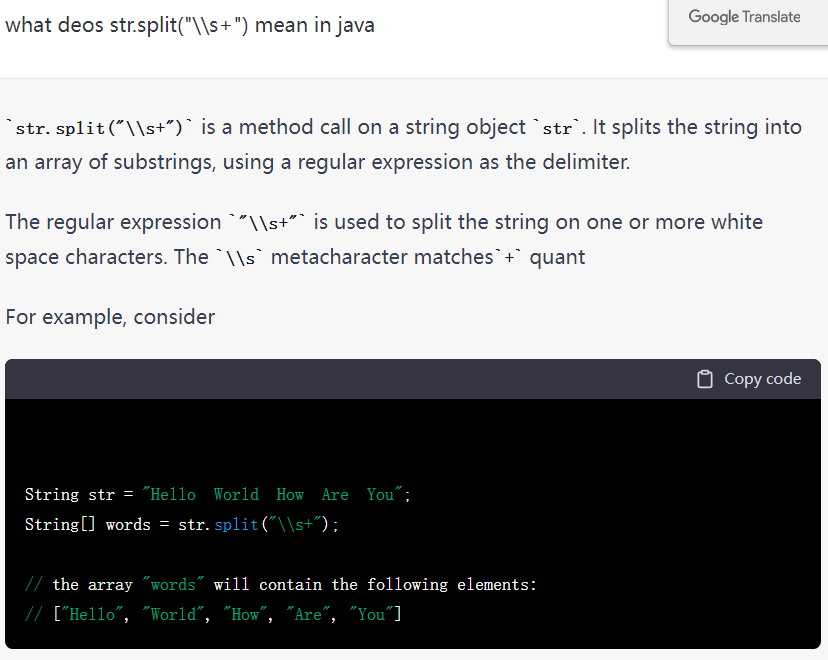 what deos str.split("\\s+") mean in java
Google Translate
`str.split("\\s+")` is a method call on a string object `str`. It splits the string into
an array of substrings, using a regular expression as the delimiter.
The regular expression `"\\s+"` is used to split the string on one or more white
space characters. The `\\s` metacharacter matches`+` quant
For example, consider
Copy code
String str = "Hello  World  How  Are  You";
String[] words = str.split("\\s+");
// the array "words" will contain the following elements:
// ["Hello", "World", "How", "Are", "You"]